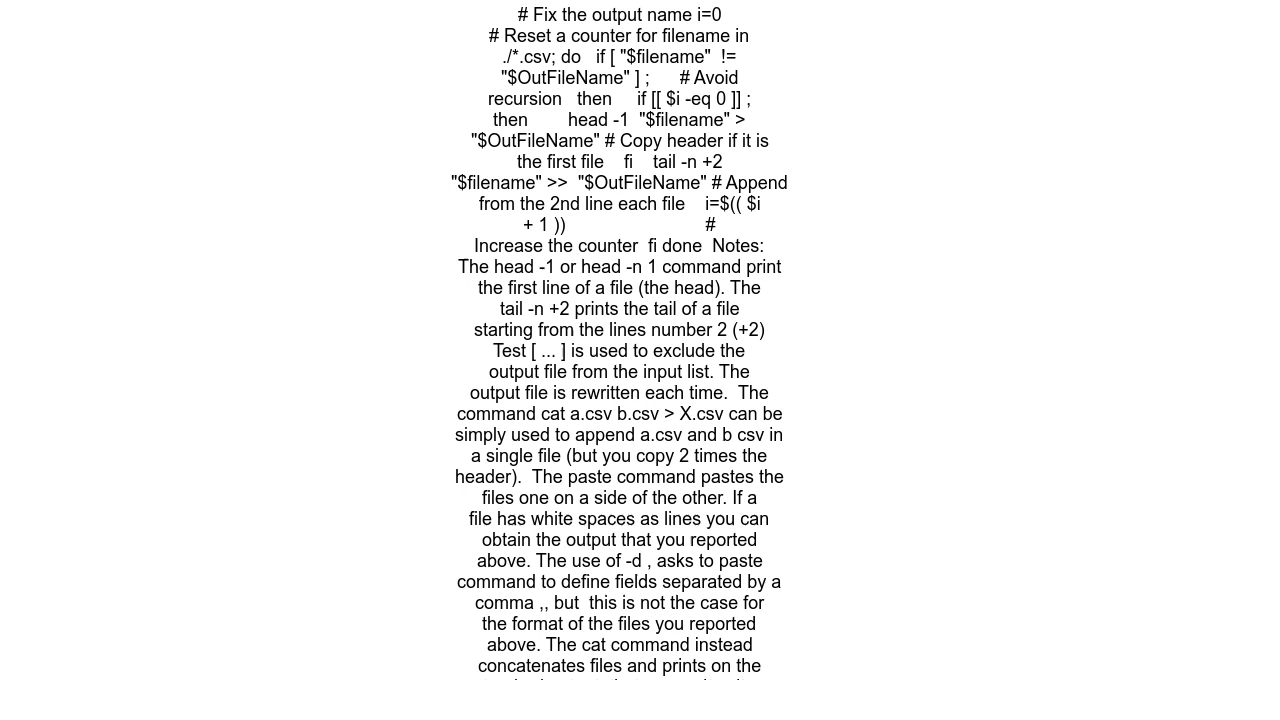 # Fix the output name i=0
# Reset a counter for filename in
./*.csv; do   if [ "$filename"  !=
"$OutFileName" ] ;      # Avoid
recursion   then     if [[ $i -eq 0 ]] ;
then        head -1  "$filename" >
"$OutFileName" # Copy header if it is
the first file    fi    tail -n +2
"$filename" >>  "$OutFileName" # Append
from the 2nd line each file    i=$(( $i
+ 1 ))                            #
Increase the counter  fi done  Notes:
The head -1 or head -n 1 command print
the first line of a file (the head). The
tail -n +2 prints the tail of a file
starting from the lines number 2 (+2)
Test [ ... ] is used to exclude the
output file from the input list. The
output file is rewritten each time.  The
command cat a.csv b.csv > X.csv can be
simply used to append a.csv and b csv in
a single file (but you copy 2 times the
header).  The paste command pastes the
files one on a side of the other. If a
file has white spaces as lines you can
obtain the output that you reported
above. The use of -d , asks to paste
command to define fields separated by a
comma ,, but  this is not the case for
the format of the files you reported
above. The cat command instead
concatenates files and prints on the